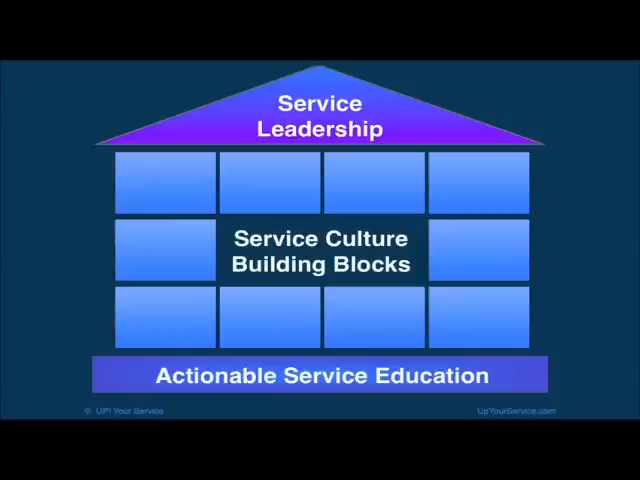 Service
Leadership
Service Culture
Building Blocks
Actionable Service Education
© UP! Your Service
UpYourService.com